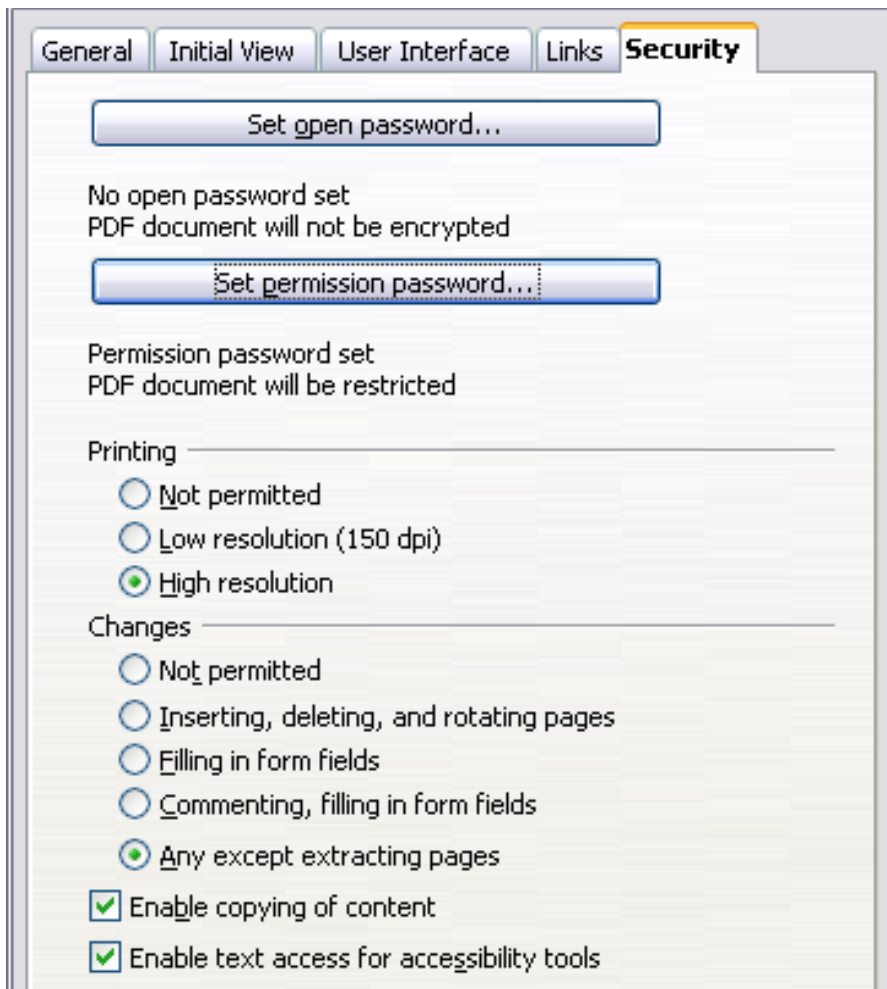 General Initial View User Interface Links Security
Set open password...
No open password set
PDF document will not be encrypted
Set permission password...
Permission password set
PDF document will be restricted
Printing
Not permitted
Low resolution (150 dpi)
High resolution
Changes
Not permitted
Inserting, deleting, and rotating pages
Filling in form fields
Commenting, filling in form fields
Any except extracting pages
Enable copying of content
Enable text access for accessibility tools